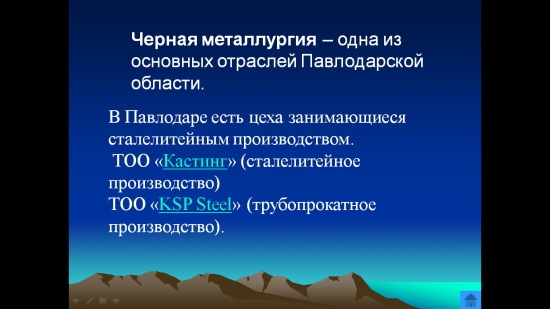 Черная металлургия – одна из
основных отраслей Павлодарской
области.
В Павлодаре есть цеха занимающиеся
сталелитейным производством.
ТОО «Кастинг» (сталелитейное
производство)
ТОО «KSP Steel» (трубопрокатное
производство).